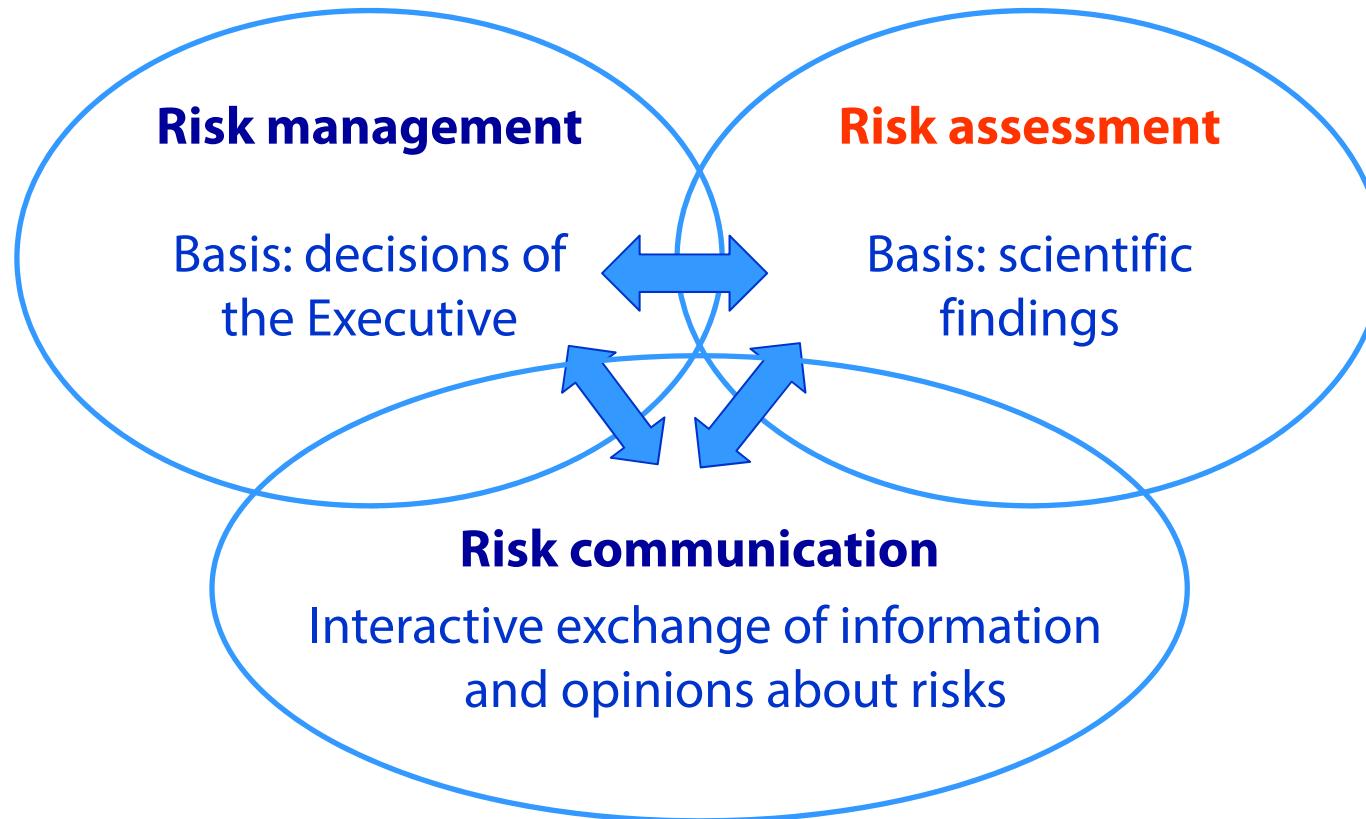 Risk management
Basis: decisions of
the Executive
Risk assessment
Basis: scientific
findings
Risk communication
Interactive exchange of information
and opinions about risks